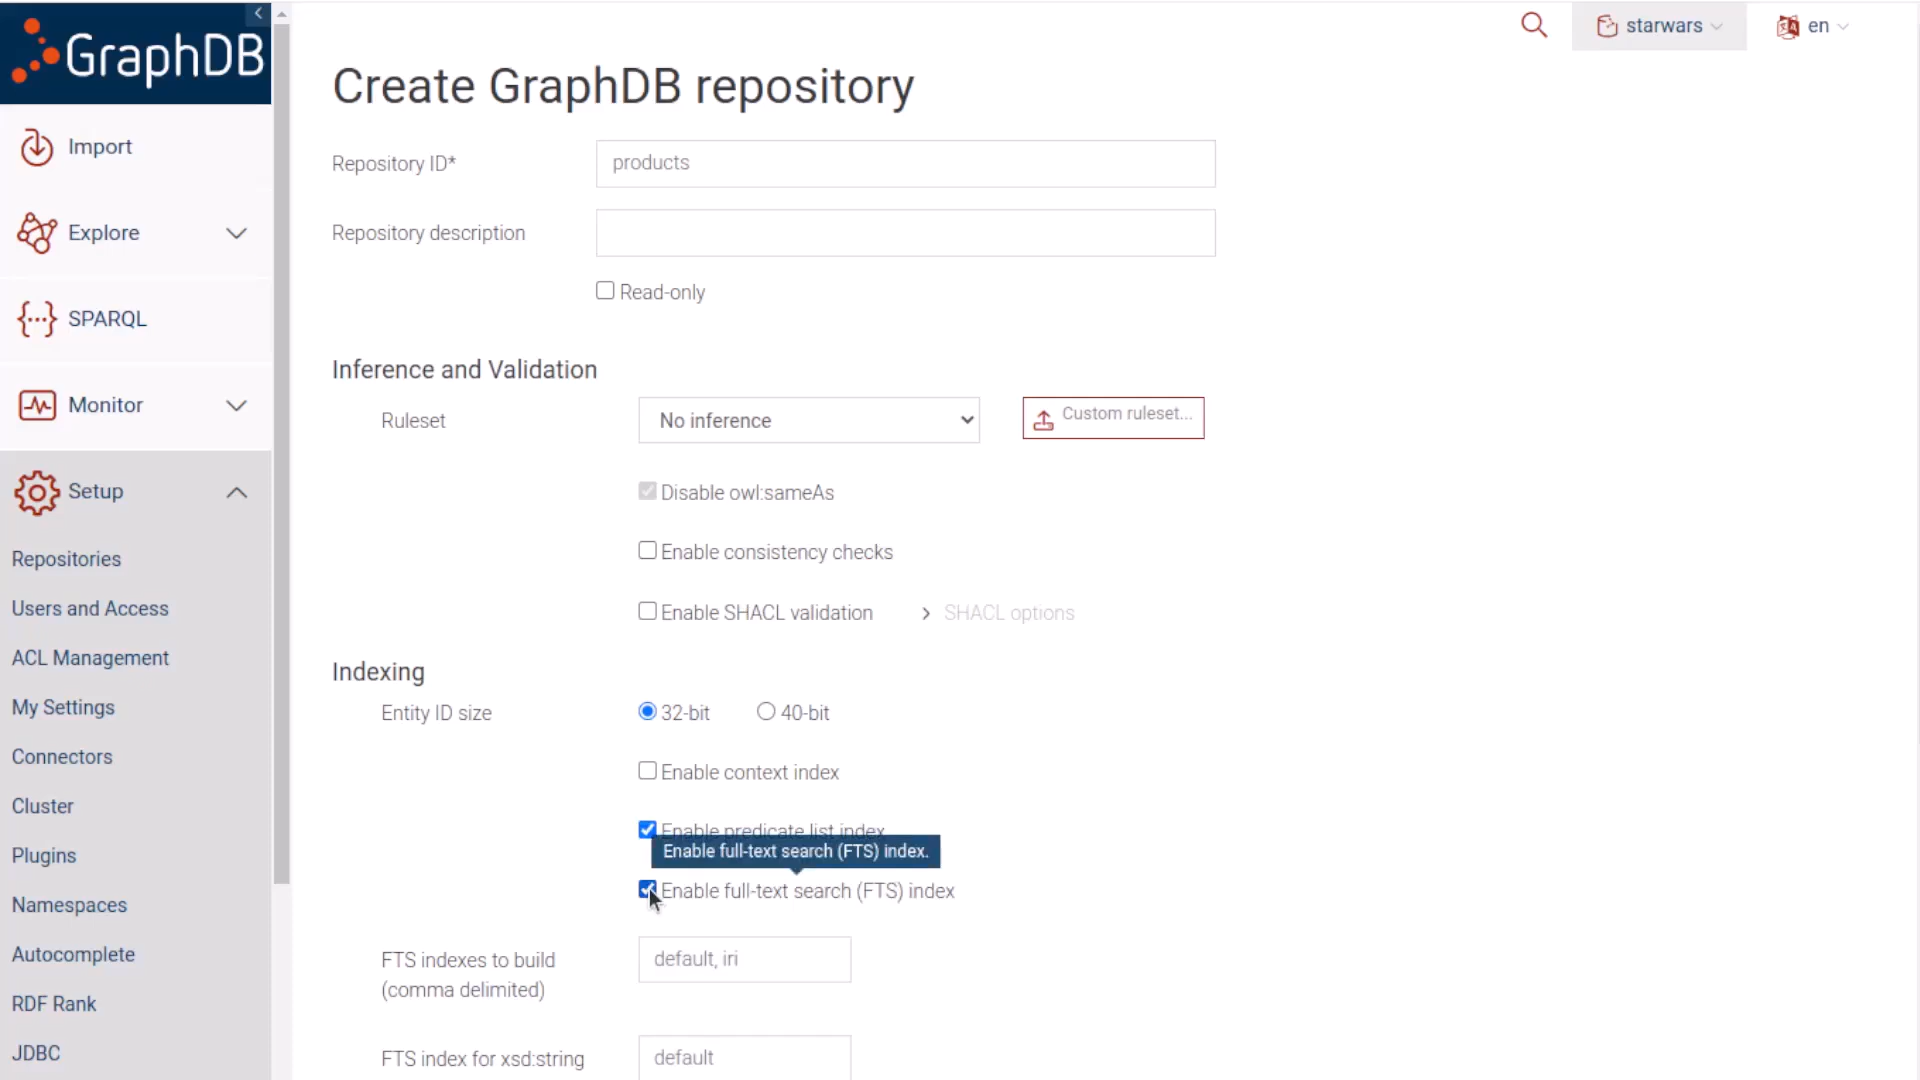 GraphDB
Import
Explore
SPARQL
Monitor
Setup
Repositories
Users and Access
ACL Management
My Settings
Connectors
Cluster
Plugins
Namespaces
Autocomplete
RDF Rank
JDBC
starwars
en
Create GraphDB repository
Repository ID* products
Repository description
Read-only
Inference and Validation
Ruleset No inference Custom ruleset...
Disable owl:sameAs
Enable consistency checks
Enable SHACL validation SHACL options
Indexing
Entity ID size 32-bit 40-bit
Enable context index
Enable predicate list index
Enable full-text search (FTS) index.
Enable full-text search (FTS) index
FTS indexes to build default, iri
(comma delimited)
FTS index for xsd:string default